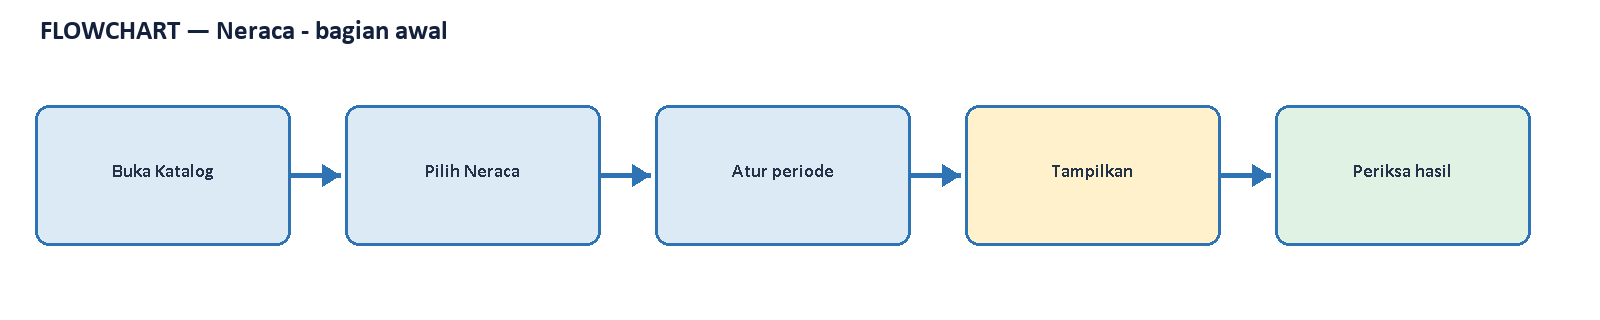 FLOWCHART — Neraca - bagian awal
Buka Katalog
Pilih Neraca
Atur periode
Tampilkan
Periksa hasil